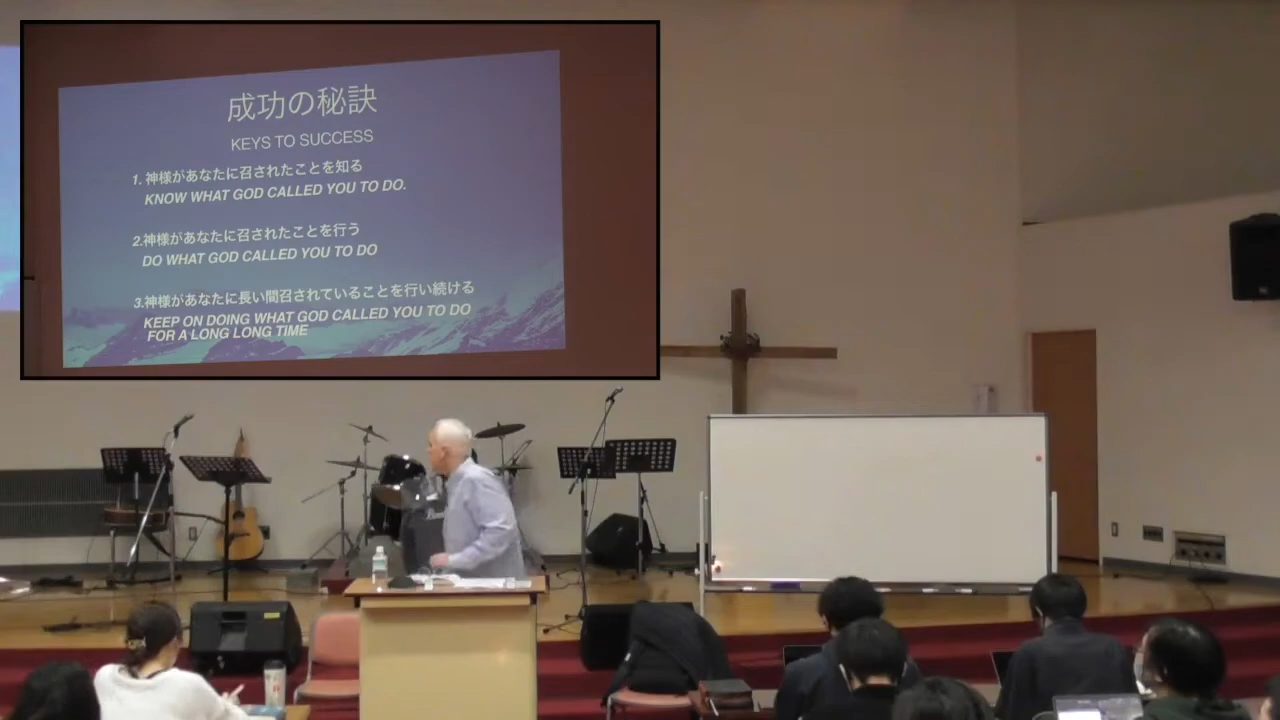 成功の秘訣
KEYS TO SUCCESS
1. 神様があなたに召されたことを知る
KNOW WHAT GOD CALLED YOU TO DO.
2.神様があなたに召されたことを行う
DO WHAT GOD CALLED YOU TO DO
3.神様があなたに長い間召されていることを行い続ける
KEEP ON DOING WHAT GOD CALLED YOU TO DO
FOR A LONG LONG TIME